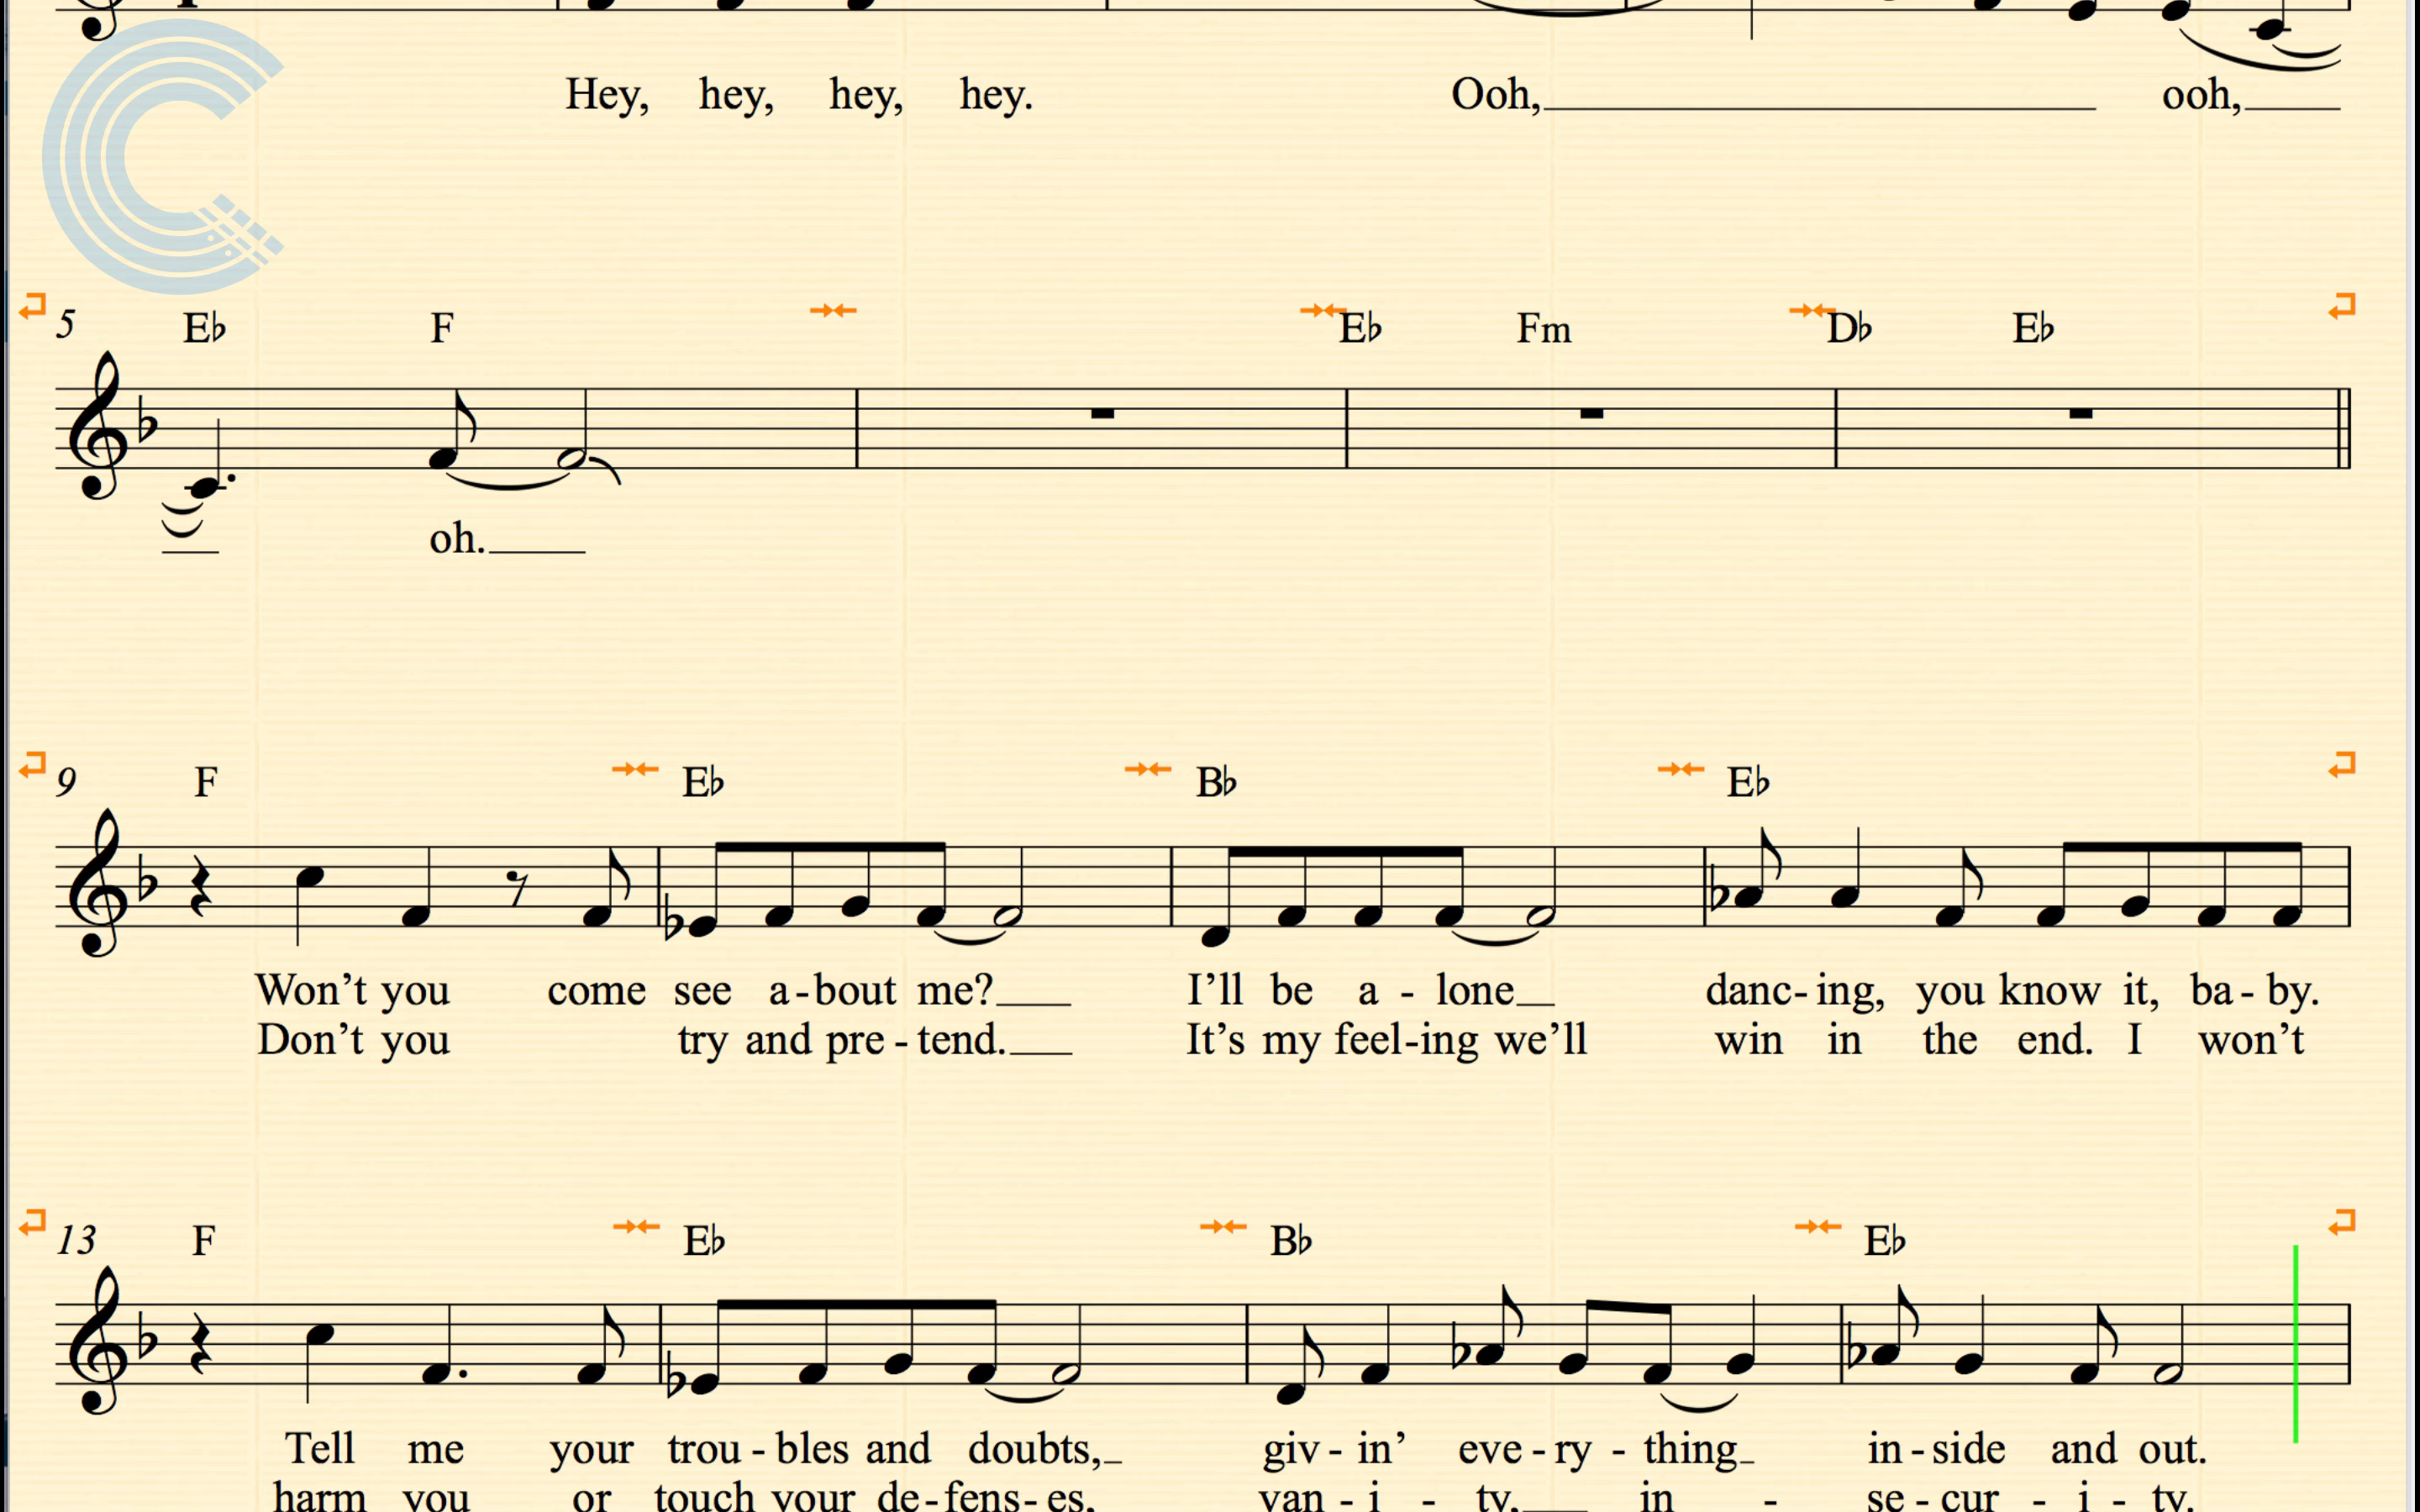 Hey, hey, hey, hey. Ooh, ooh,
5 E♭ F E♭ Fm D♭ E♭
oh.
9 F E♭ B♭ E♭
Won't you come see a-bout me? I'll be a - lone danc-ing, you know it, ba-by.
Don't you try and pre-tend. It's my feel-ing we'll win in the end. I won't
13 F E♭ B♭ E♭
Tell me your trou-bles and doubts, giv-in' eve-ry - thing in-side and out.
harm you or touch your de-fens-es, van - i - ty, in - se-cur - i - ty.